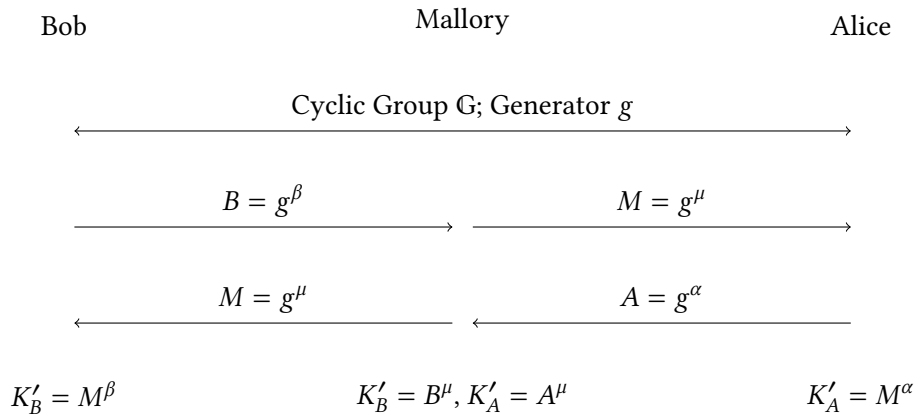 Bob Mallory Alice
Cyclic Group 𝔾; Generator g
B = g^β M = g^μ
M = g^μ A = g^α
K′_B = M^β K′_B = B^μ, K′_A = A^μ K′_A = M^α